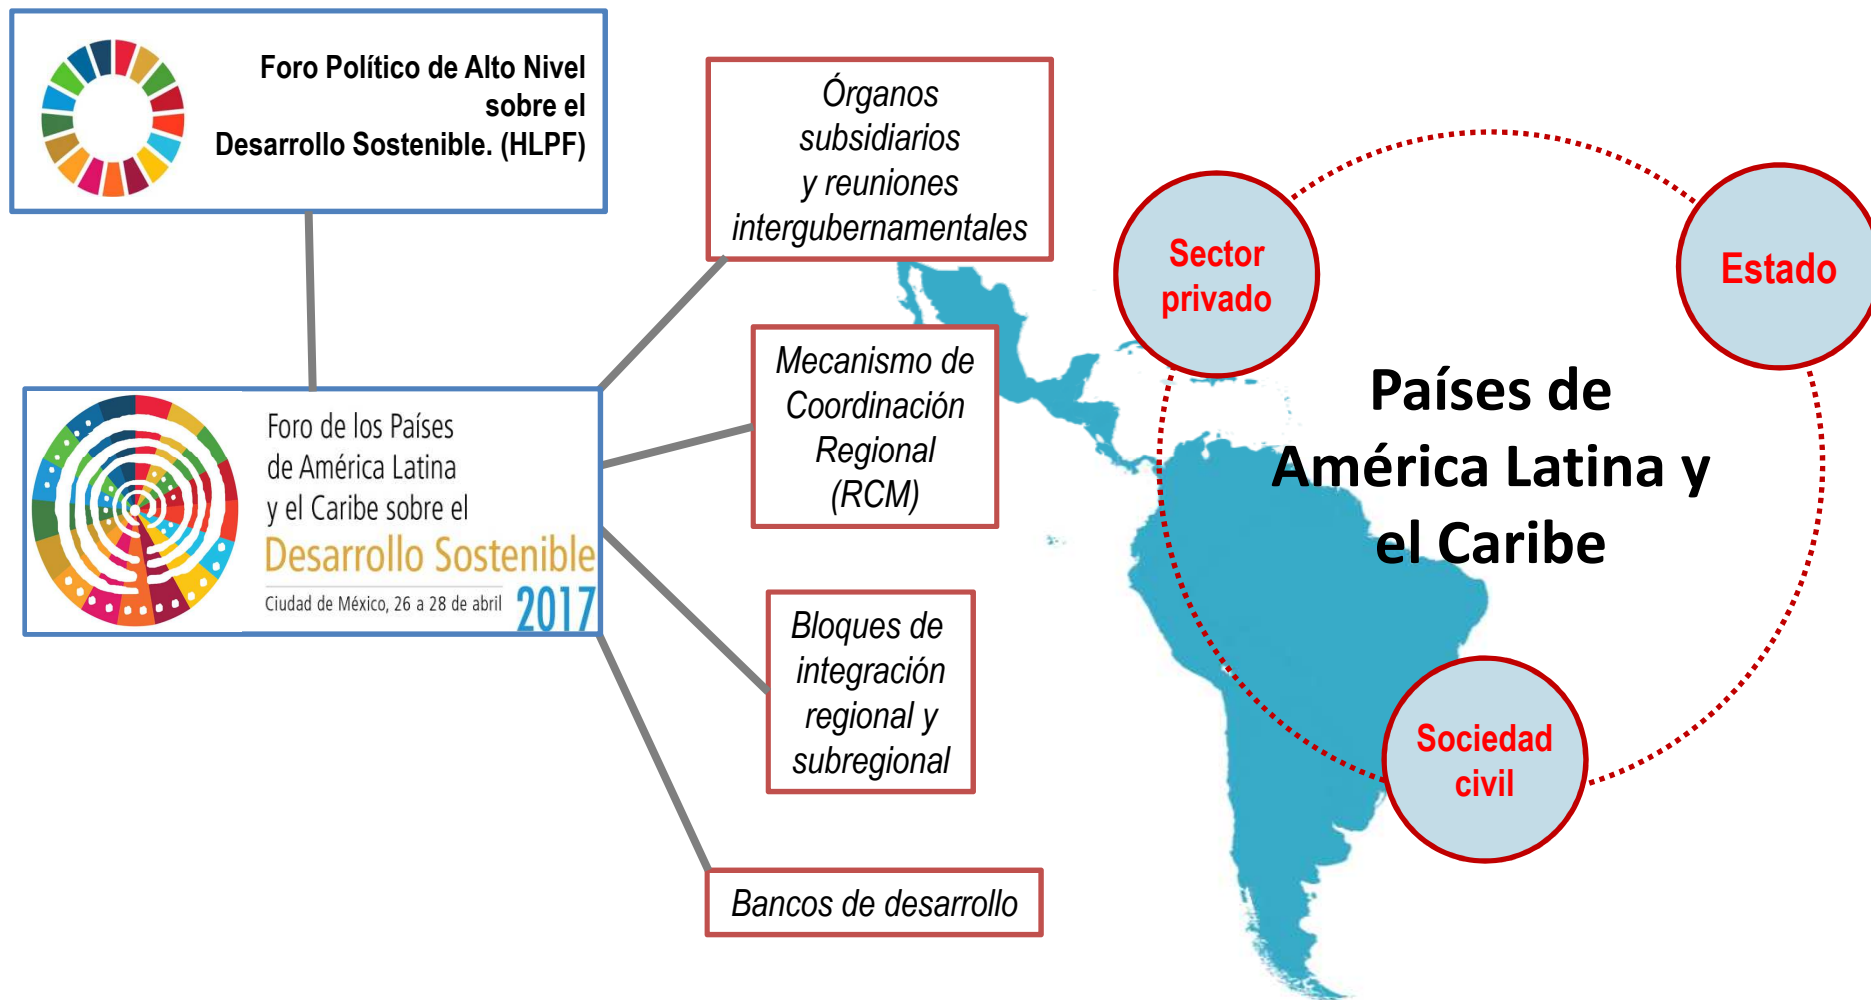 Foro Político de Alto Nivel
sobre el
Desarrollo Sostenible. (HLPF)
Foro de los Países
de América Latina
y el Caribe sobre el
Desarrollo Sostenible
Ciudad de México, 26 a 28 de abril
2017
Órganos
subsidiarios
y reuniones
intergubernamentales
Mecanismo de
Coordinación
Regional
(RCM)
Bloques de
integración
regional y
subregional
Bancos de desarrollo
Sector
privado
Estado
Países de
América Latina y
el Caribe
Sociedad
civil